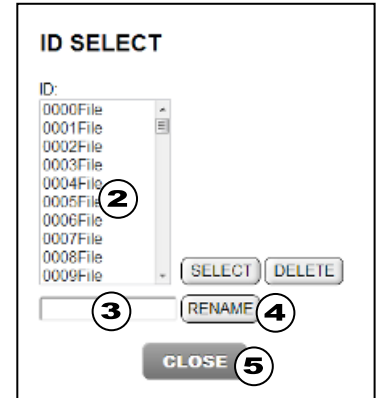 ID SELECT
ID:
0000File
0001File
0002File
0003File
0004File
0005File
2
0006File
0007File
0008File
0009File
SELECT DELETE
3 RENAME 4
CLOSE 5